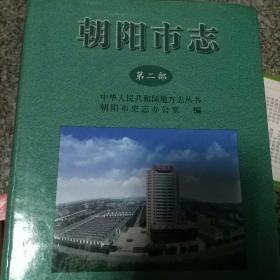 朝阳市志
第二部
中华人民共和国地方志丛书
朝阳市史志办公室 编